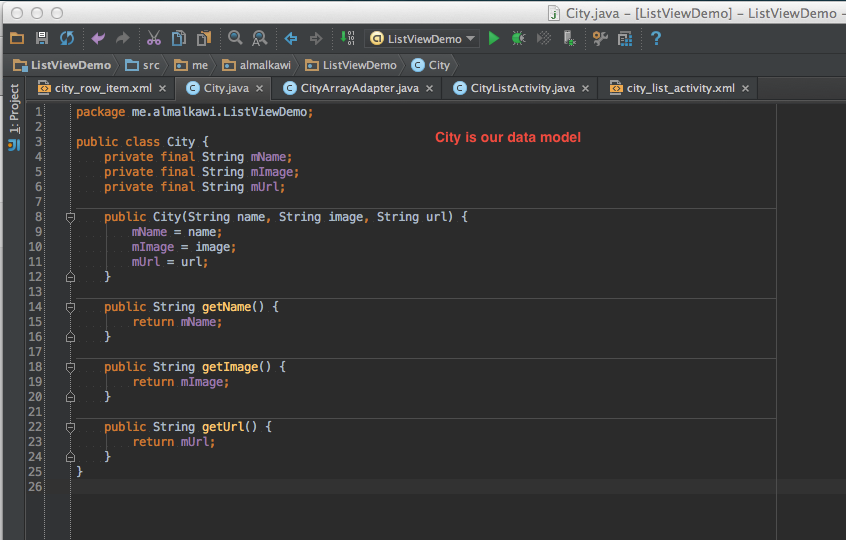 City.java – [ListViewDemo] – ListViewDemo –
ListViewDemo
ListViewDemo src me almalkawi ListViewDemo City
city_row_item.xml City.java CityArrayAdapter.java CityListActivity.java city_list_activity.xml
1: Project
1 package me.almalkawi.ListViewDemo;
2
3 public class City {
City is our data model
4 private final String mName;
5 private final String mImage;
6 private final String mUrl;
7
8 public City(String name, String image, String url) {
9 mName = name;
10 mImage = image;
11 mUrl = url;
12 }
13
14 public String getName() {
15 return mName;
16 }
17
18 public String getImage() {
19 return mImage;
20 }
21
22 public String getUrl() {
23 return mUrl;
24 }
25 }
26